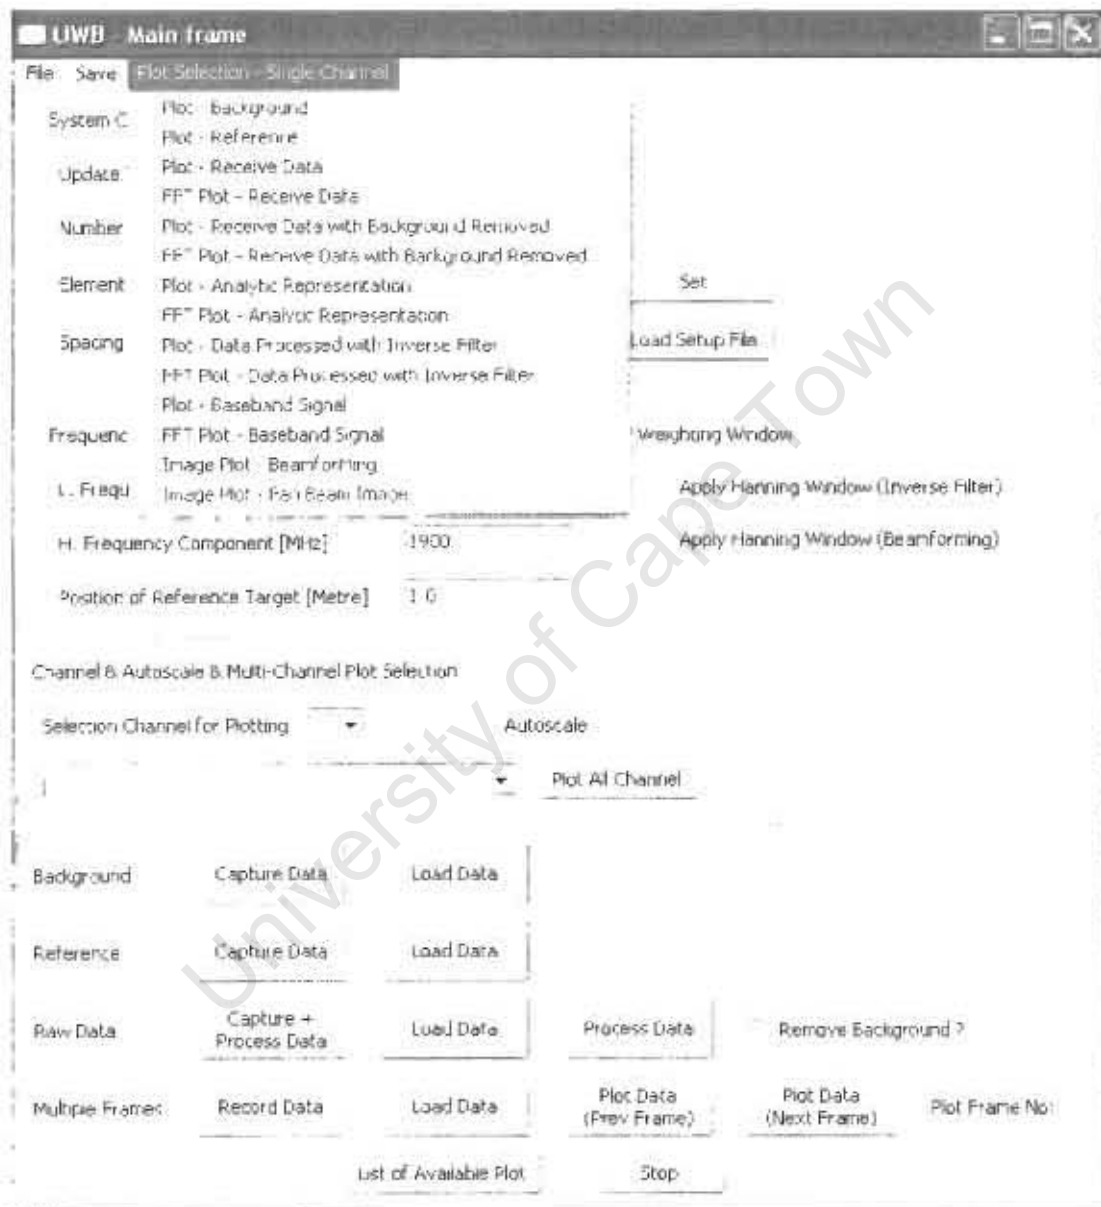 UWB - Main frame
File Save Plot Selection - Single Channel
Plot - Background
System C
Plot - Reference
Update
Plot - Receive Data
FFT Plot - Receive Data
Number
Plot - Receive Data with Background Removed
FFT Plot - Receive Data with Background Removed
Element
Plot - Analytic Representation
Set
FFT Plot - Analytic Representation
Spacing
Plot - Data Processed with Inverse Filter
Load Setup File
FFT Plot - Data Processed with Inverse Filter
Plot - Baseband Signal
Frequenc
FFT Plot - Baseband Signal
Weighting Window
Image Plot - Beamforming
L. Frequ
Image Plot - Fan Beam Image
Apply Hanning Window (Inverse Filter)
H. Frequency Component [MHz] 1900 Apply Hanning Window (Beamforming)
Position of Reference Target [Metre] 1.0
Channel & Autoscale & Multi-Channel Plot Selection
Selection Channel for Plotting Autoscale
Plot All Channel
Background Capture Data Load Data
Reference Capture Data Load Data
Raw Data Capture + Process Data Load Data Process Data Remove Background ?
Multiple Frames Record Data Load Data Plot Data (Prev Frame) Plot Data (Next Frame) Plot Frame No:
List of Available Plot Stop
University of Cape Town